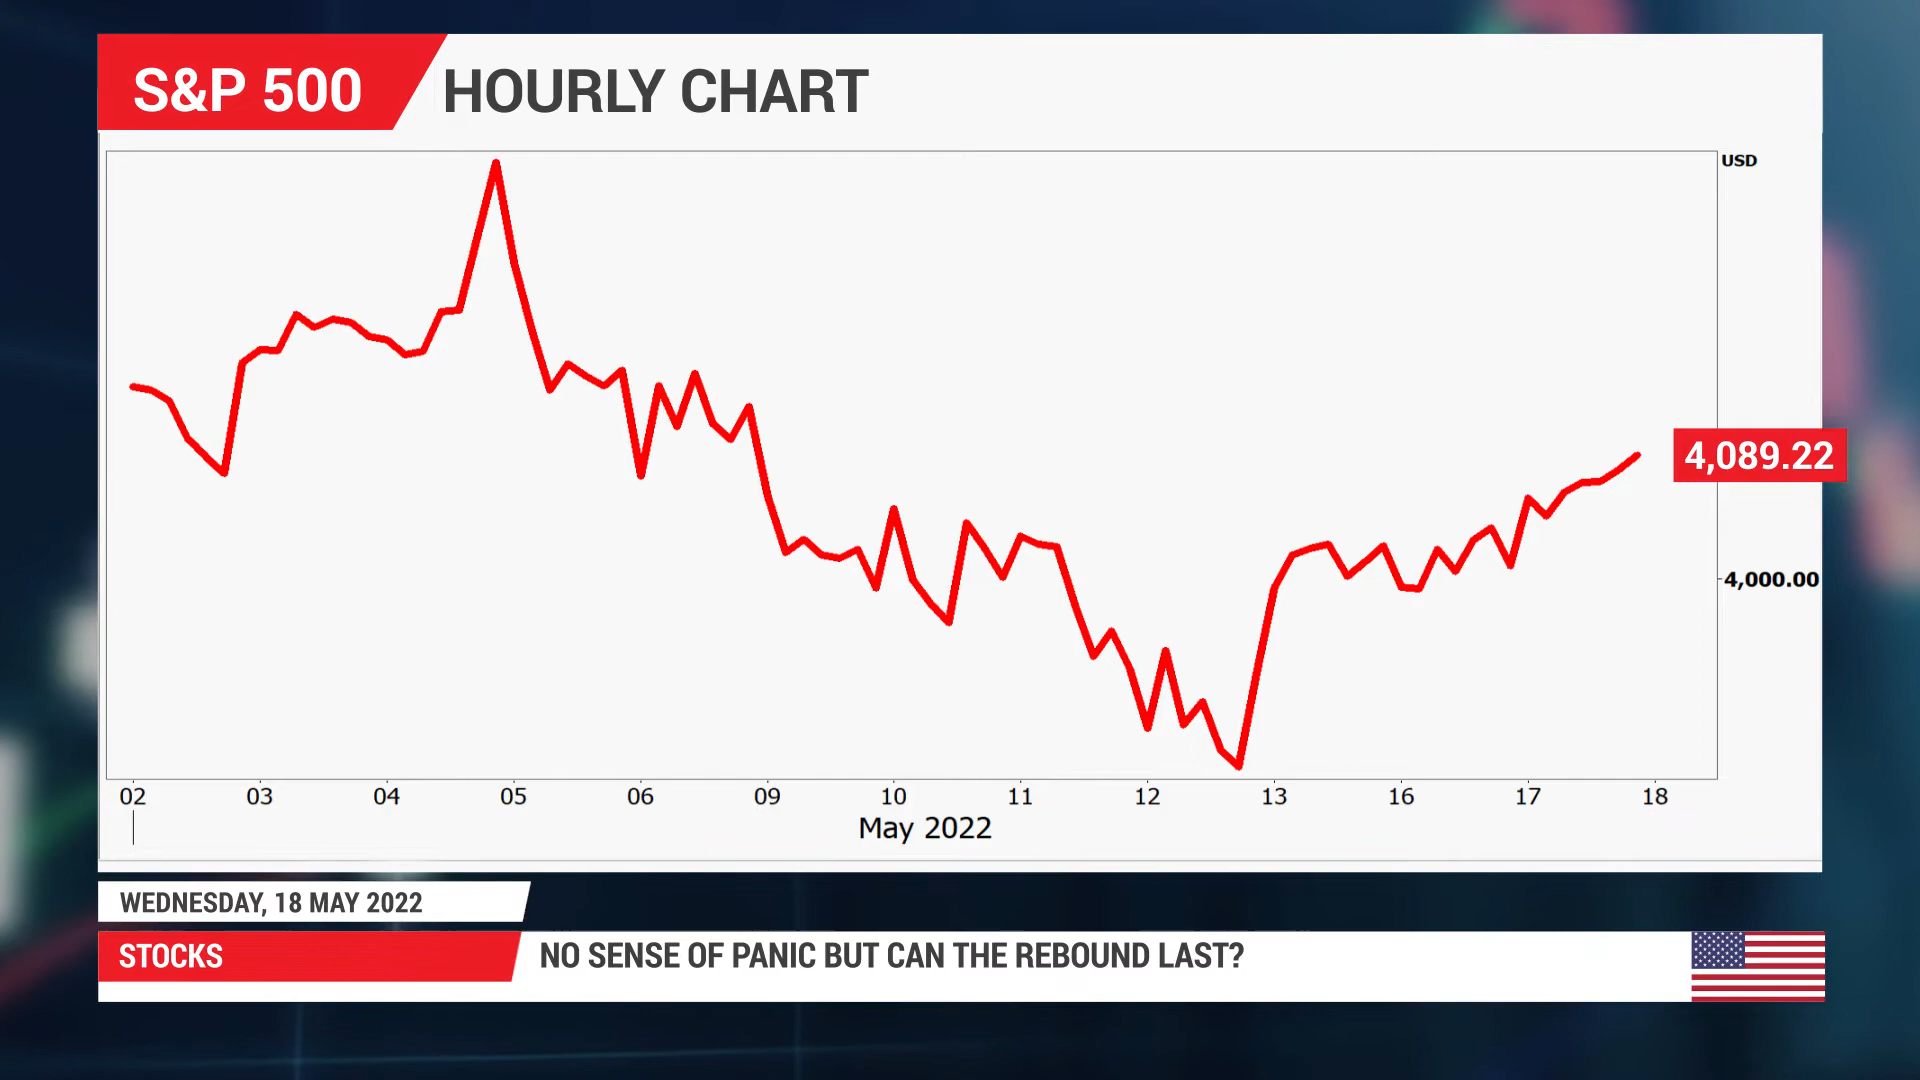 S&P 500 HOURLY CHART
USD
4,089.22
4,000.00
02 03 04 05 06 09 10 11 12 13 16 17 18
May 2022
WEDNESDAY, 18 MAY 2022
STOCKS NO SENSE OF PANIC BUT CAN THE REBOUND LAST?